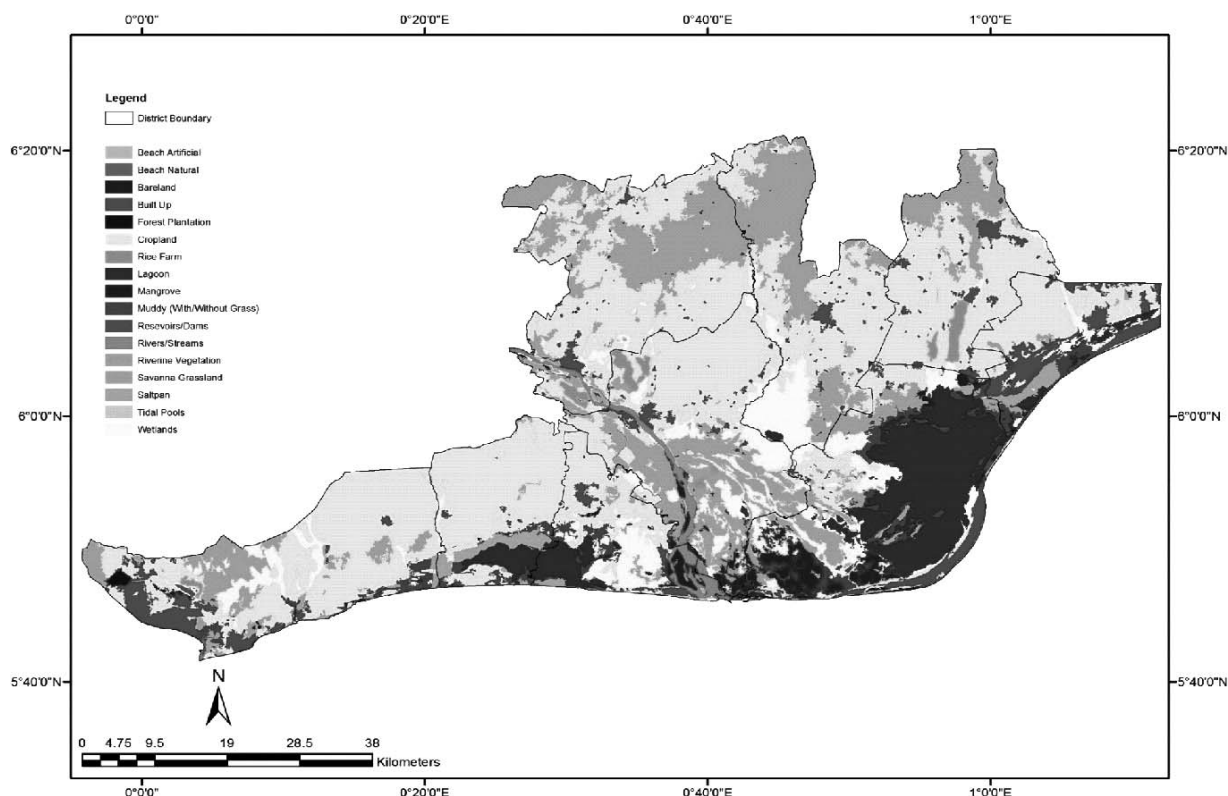 0°0'0" 0°20'0"E 0°40'0"E 1°0'0"E
6°20'0"N 6°20'0"N
6°0'0"N 6°0'0"N
5°40'0"N 5°40'0"N
Legend
District Boundary
Beach Artificial
Beach Natural
Bareland
Built Up
Forest Plantation
Cropland
Rice Farm
Lagoon
Mangrove
Muddy (With/Without Grass)
Resevoirs/Dams
Rivers/Streams
Riverine Vegetation
Savanna Grassland
Saltpan
Tidal Pools
Wetlands
N
0 4.75 9.5 19 28.5 38
Kilometers
0°0'0" 0°20'0"E 0°40'0"E 1°0'0"E